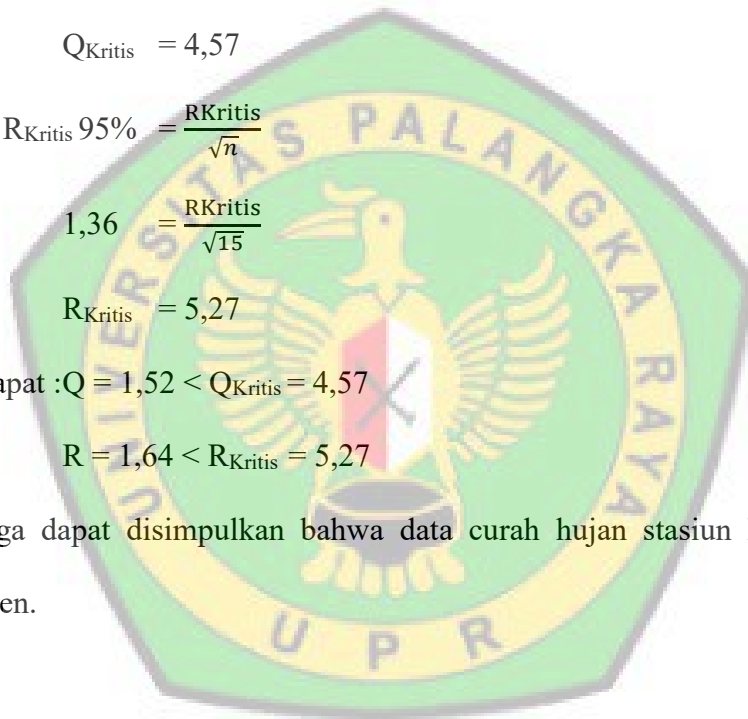 QKritis = 4,57
RKritis 95% = RKritis / √n
1,36 = RKritis / √15
RKritis = 5,27
apat :Q = 1,52 < QKritis = 4,57
R = 1,64 < RKritis = 5,27
ga dapat disimpulkan bahwa data curah hujan stasiun
en.
UNIVERSITAS PALANGKA RAYA
UPR